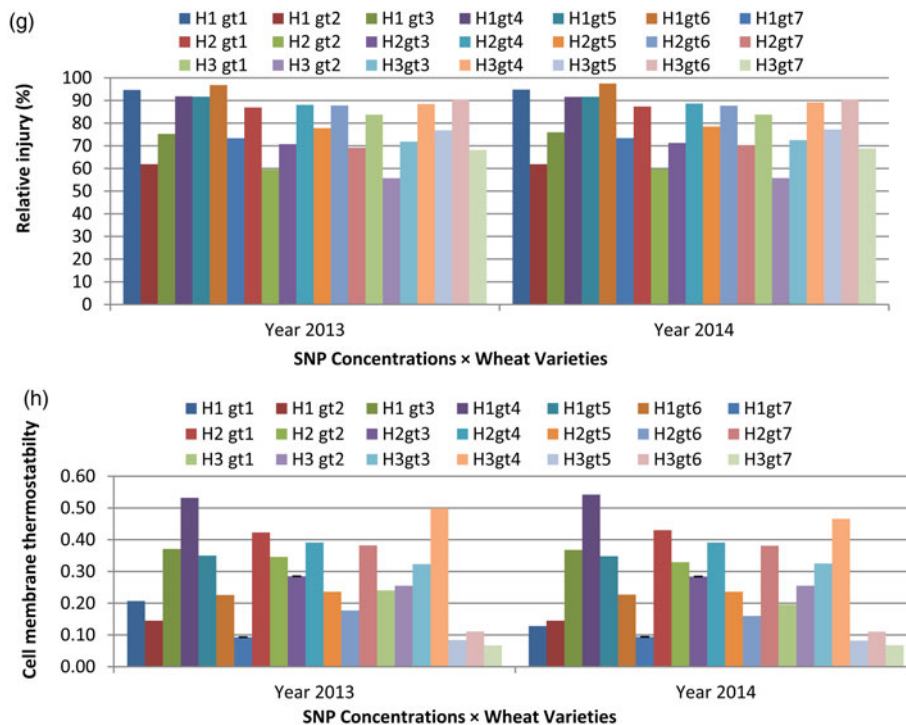 (g)
H1 gt1 H1 gt2 H1 gt3 H1gt4 H1gt5 H1gt6 H1gt7
H2 gt1 H2 gt2 H2gt3 H2gt4 H2gt5 H2gt6 H2gt7
H3 gt1 H3 gt2 H3gt3 H3gt4 H3gt5 H3gt6 H3gt7
Relative injury (%)
100
90
80
70
60
50
40
30
20
10
0
Year 2013 Year 2014
SNP Concentrations × Wheat Varieties
(h)
H1 gt1 H1 gt2 H1 gt3 H1gt4 H1gt5 H1gt6 H1gt7
H2 gt1 H2 gt2 H2gt3 H2gt4 H2gt5 H2gt6 H2gt7
H3 gt1 H3 gt2 H3gt3 H3gt4 H3gt5 H3gt6 H3gt7
Cell membrane thermostatbilty
0.60
0.50
0.40
0.30
0.20
0.10
0.00
Year 2013 Year 2014
SNP Concentrations × Wheat Varieties